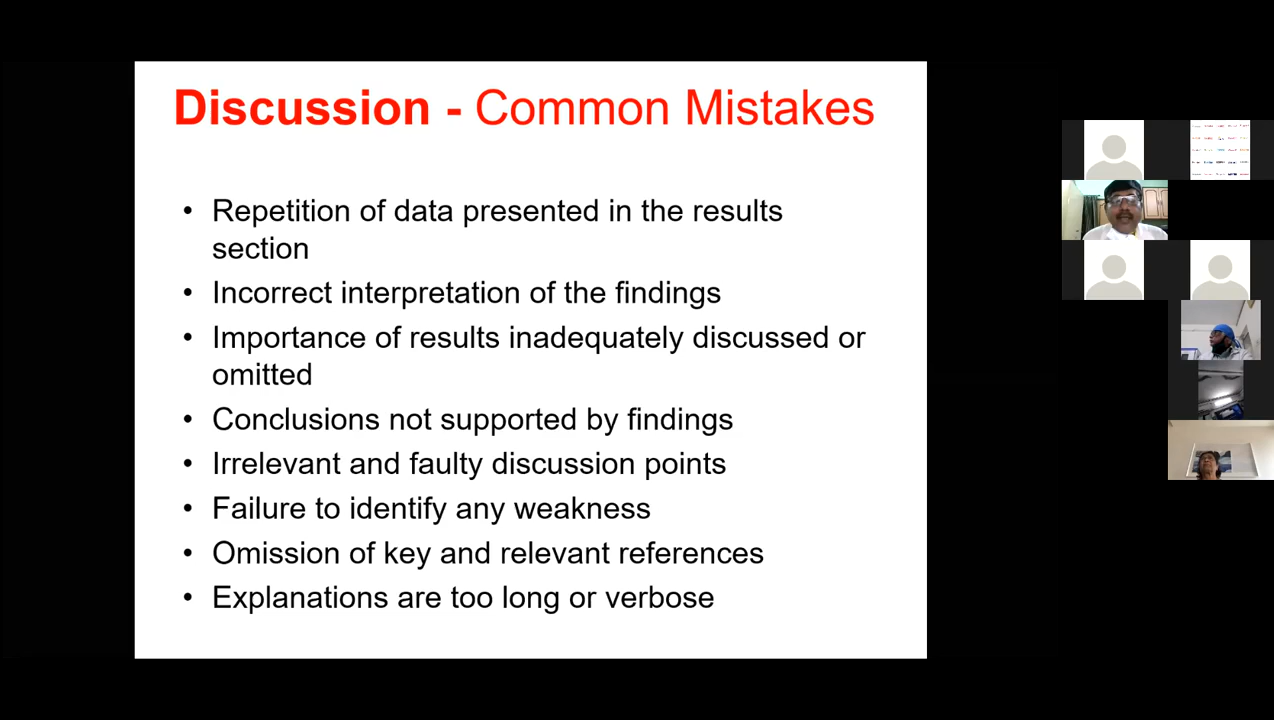 Discussion - Common Mistakes
• Repetition of data presented in the results
section
• Incorrect interpretation of the findings
• Importance of results inadequately discussed or
omitted
• Conclusions not supported by findings
• Irrelevant and faulty discussion points
• Failure to identify any weakness
• Omission of key and relevant references
• Explanations are too long or verbose